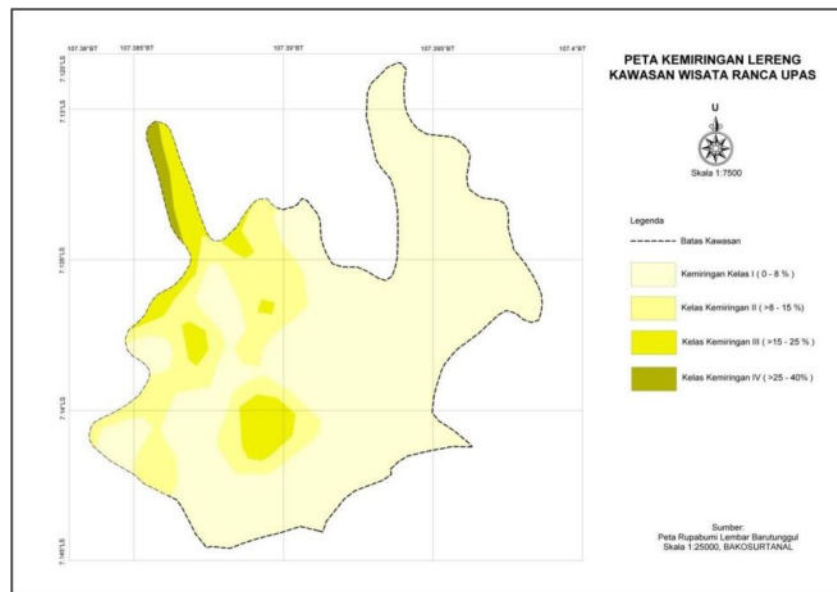 107.38°BT 107.385°BT 107.39°BT 107.395°BT 107.4°BT
7.125°LS
7.13°LS
7.135°LS
7.14°LS
7.145°LS
PETA KEMIRINGAN LERENG
KAWASAN WISATA RANCA UPAS
U
Skala 1:7500
Legenda
Batas Kawasan
Kemiringan Kelas I ( 0 - 8 % )
Kelas Kemiringan II ( >8 - 15 %)
Kelas Kemiringan III ( >15 - 25 % )
Kelas Kemiringan IV ( >25 - 40% )
Sumber:
Peta Rupabumi Lembar Barutunggul
Skala 1:25000, BAKOSURTANAL